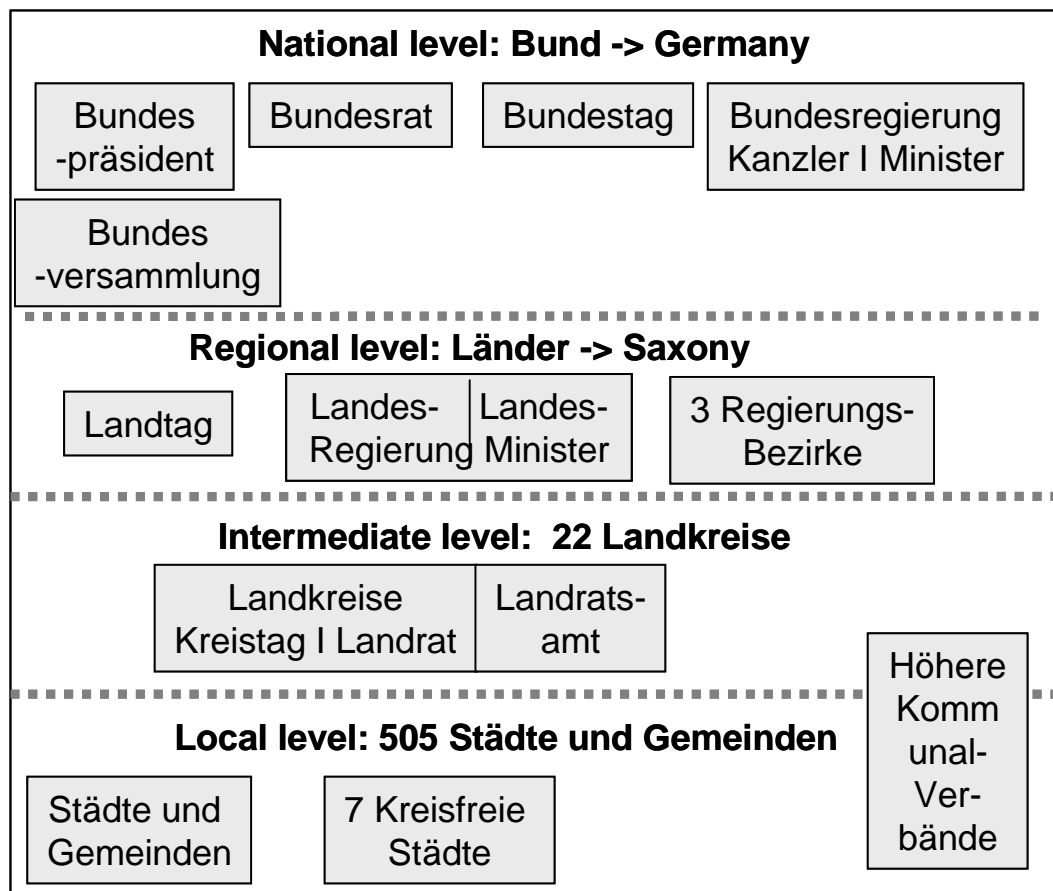 National level: Bund -> Germany
Bundes
-präsident
Bundesrat
Bundestag
Bundesregierung
Kanzler I Minister
Bundes
-versammlung
Regional level: Länder -> Saxony
Landtag
Landes-
Regierung
Landes-
Minister
3 Regierungs-
Bezirke
Intermediate level: 22 Landkreise
Landkreise
Kreistag I Landrat
Landrats-
amt
Höhere
Komm
unal-
Ver-
bände
Local level: 505 Städte und Gemeinden
Städte und
Gemeinden
7 Kreisfreie
Städte